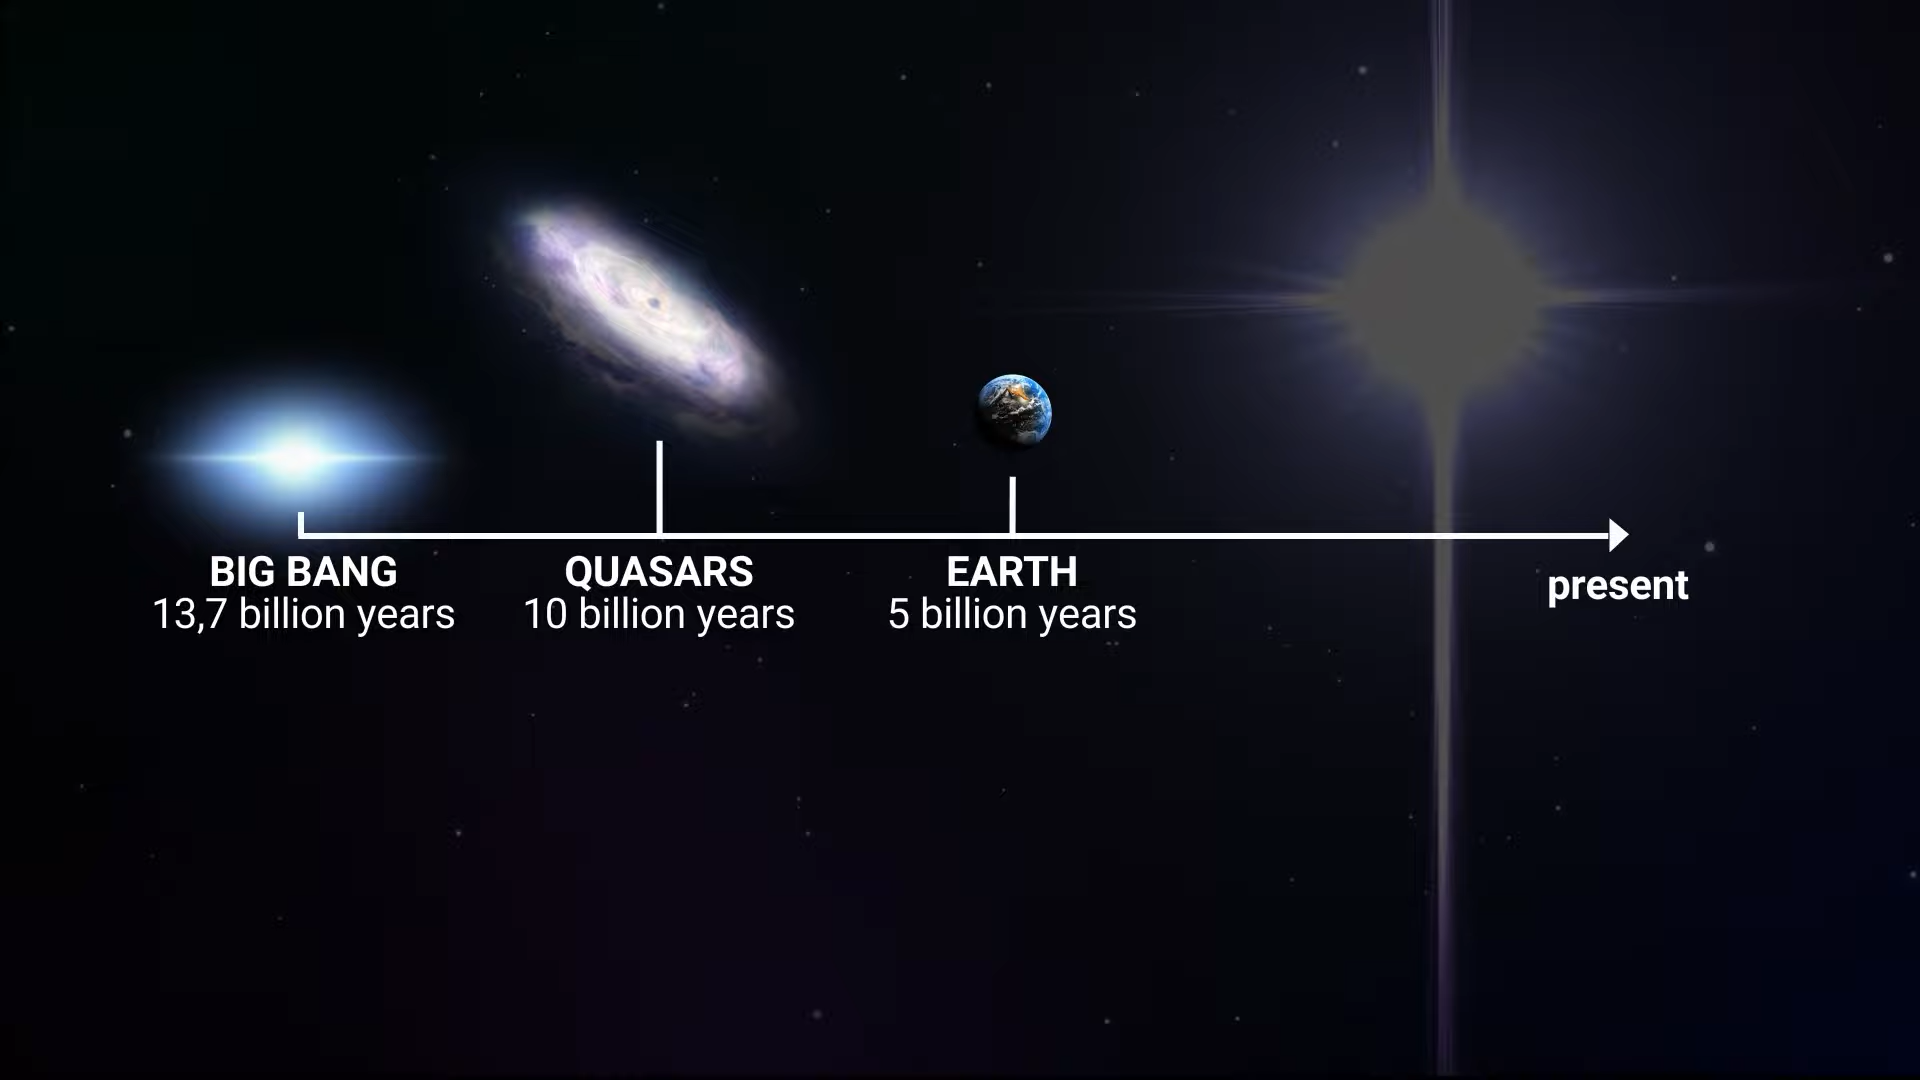 BIG BANG
13,7 billion years
QUASARS
10 billion years
EARTH
5 billion years
present